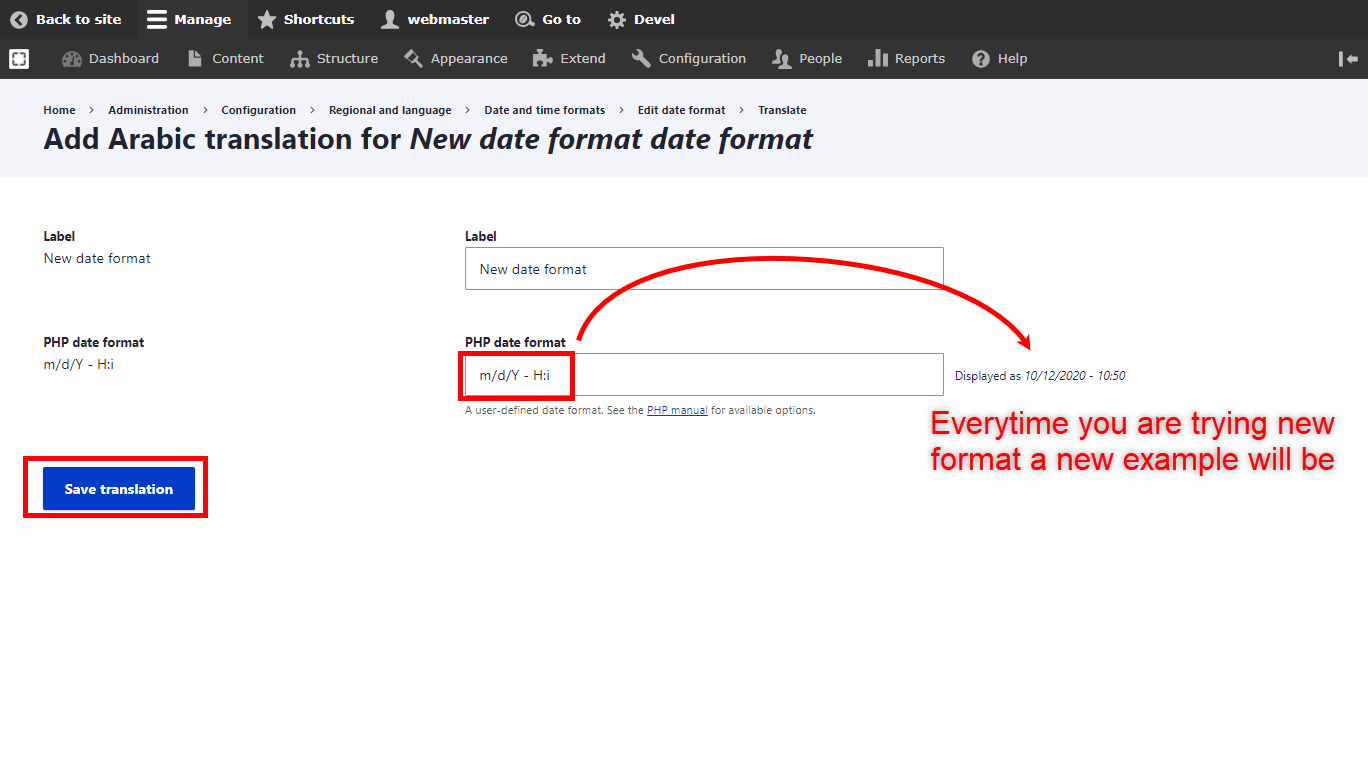 Back to site Manage Shortcuts webmaster Go to Devel
Dashboard Content Structure Appearance Extend Configuration People Reports Help
Home › Administration › Configuration › Regional and language › Date and time formats › Edit date format › Translate
Add Arabic translation for New date format date format
Label
New date format
Label
New date format
PHP date format
m/d/Y - H:i
PHP date format
m/d/Y - H:i
Displayed as 10/12/2020 - 10:50
A user-defined date format. See the PHP manual for available options.
Everytime you are trying new
format a new example will be
Save translation